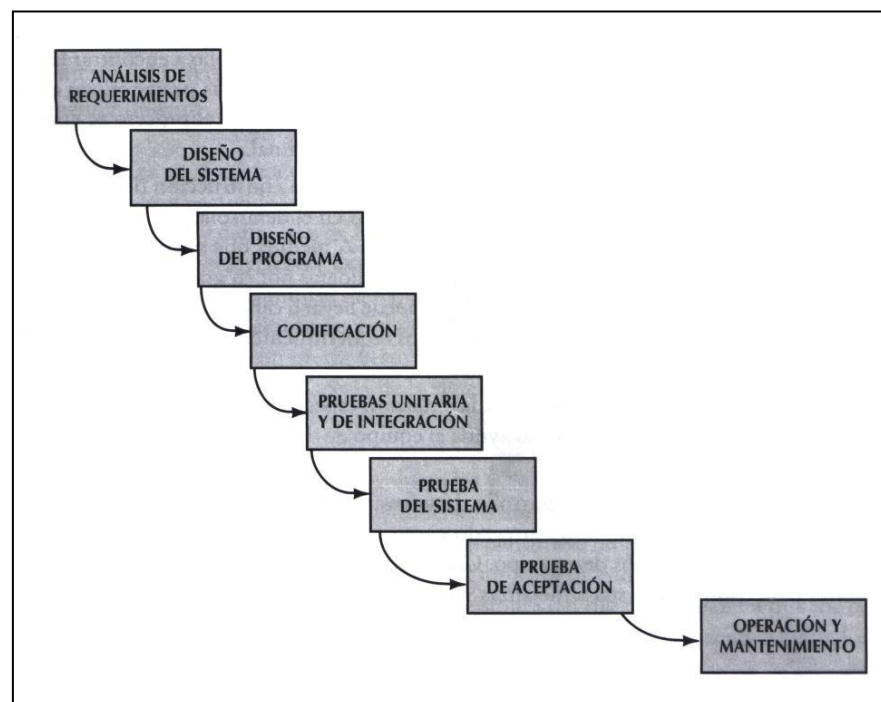 ANÁLISIS DE
REQUERIMIENTOS
DISEÑO
DEL SISTEMA
DISEÑO
DEL PROGRAMA
CODIFICACIÓN
PRUEBAS UNITARIA
Y DE INTEGRACIÓN
PRUEBA
DEL SISTEMA
PRUEBA
DE ACEPTACIÓN
OPERACIÓN Y
MANTENIMIENTO